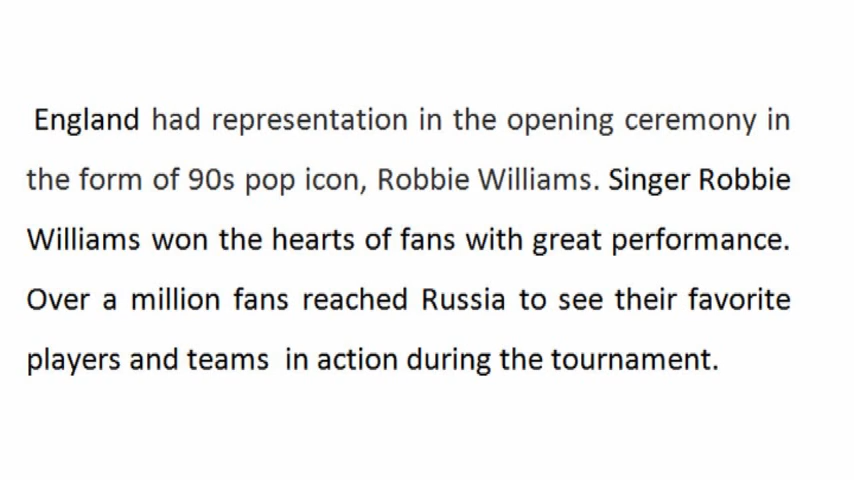 England had representation in the opening ceremony in
the form of 90s pop icon, Robbie Williams. Singer Robbie
Williams won the hearts of fans with great performance.
Over a million fans reached Russia to see their favorite
players and teams  in action during the tournament.